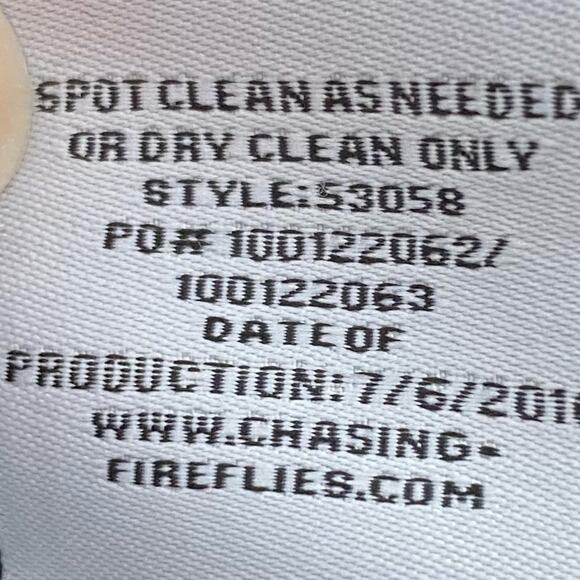 SPOT CLEAN AS NEEDED
OR DRY CLEAN ONLY
STYLE:53058
PO# 100122062/
100122063
DATE OF
PRODUCTION: 7/6/201
WWW.CHASING-
FIREFLIES.COM